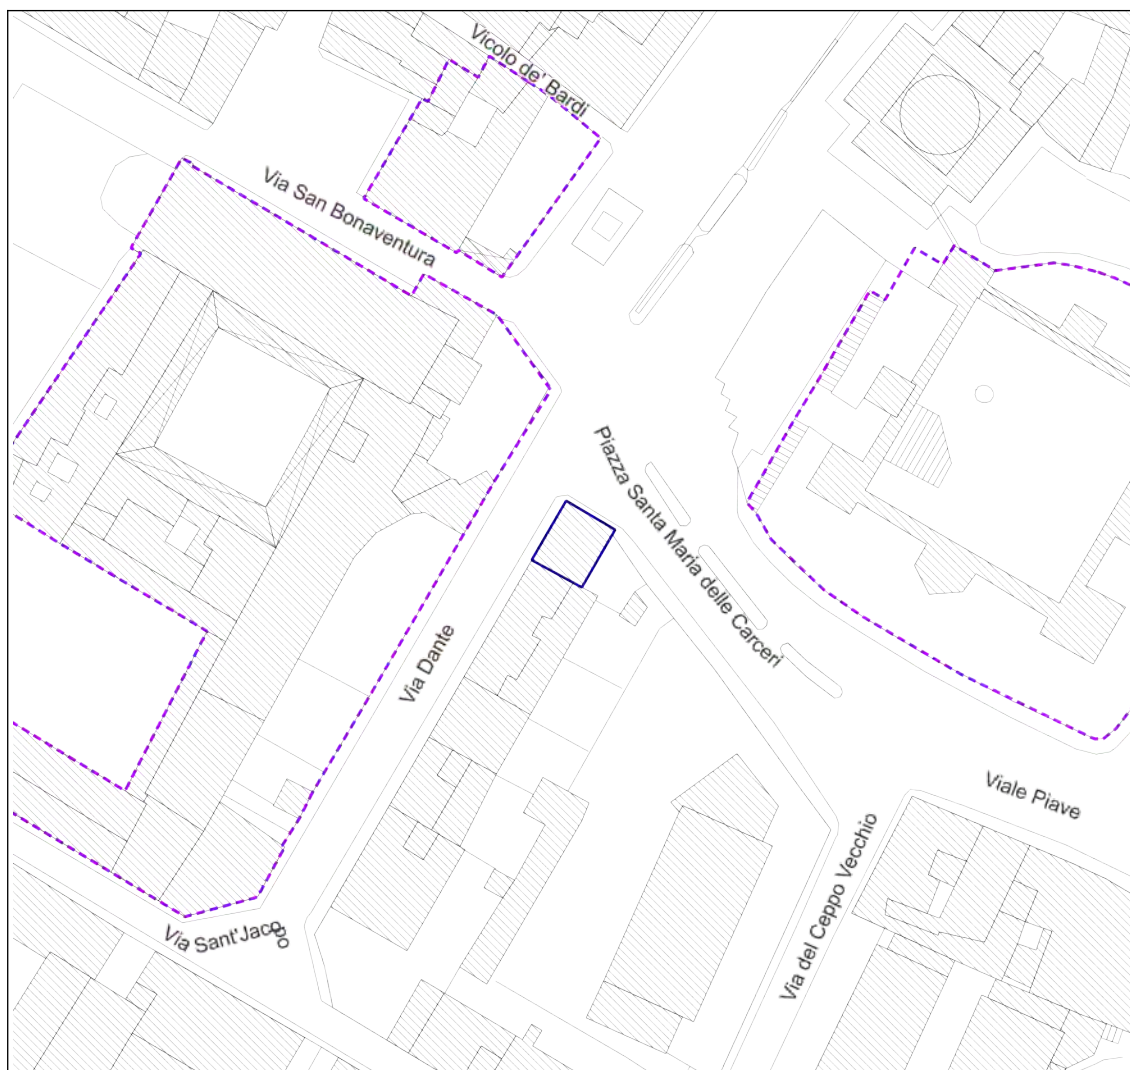 Vicolo de' Bardi
Via San Bonaventura
Piazza Santa Maria delle Carceri
Via Dante
Viale Piave
Via del Ceppo Vecchio
Via Sant'Jacopo